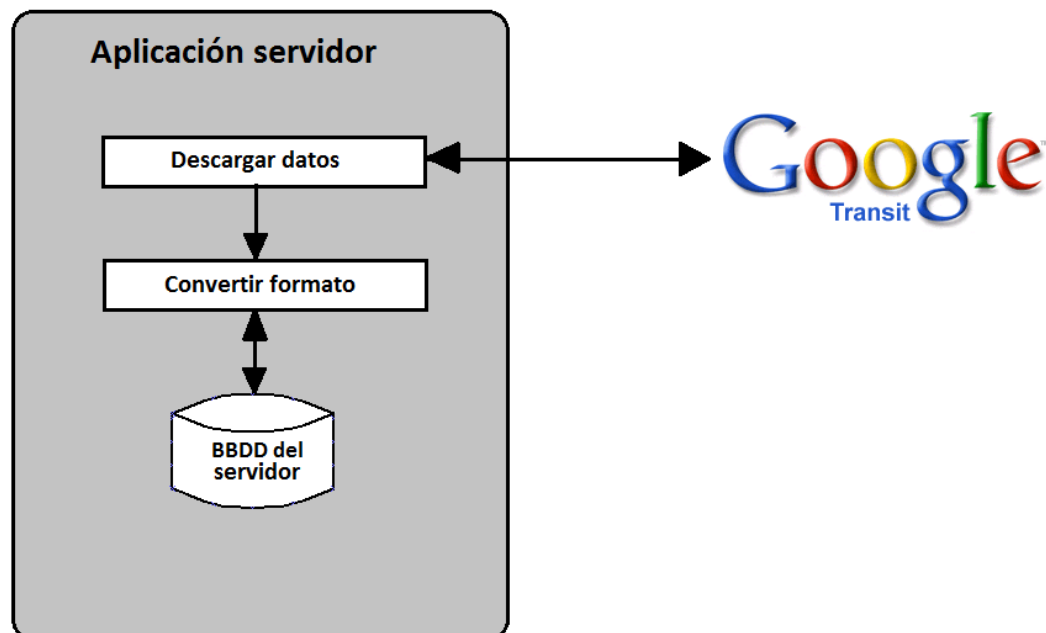 Aplicación servidor
Descargar datos
Google
Transit
Convertir formato
BBDD del
servidor